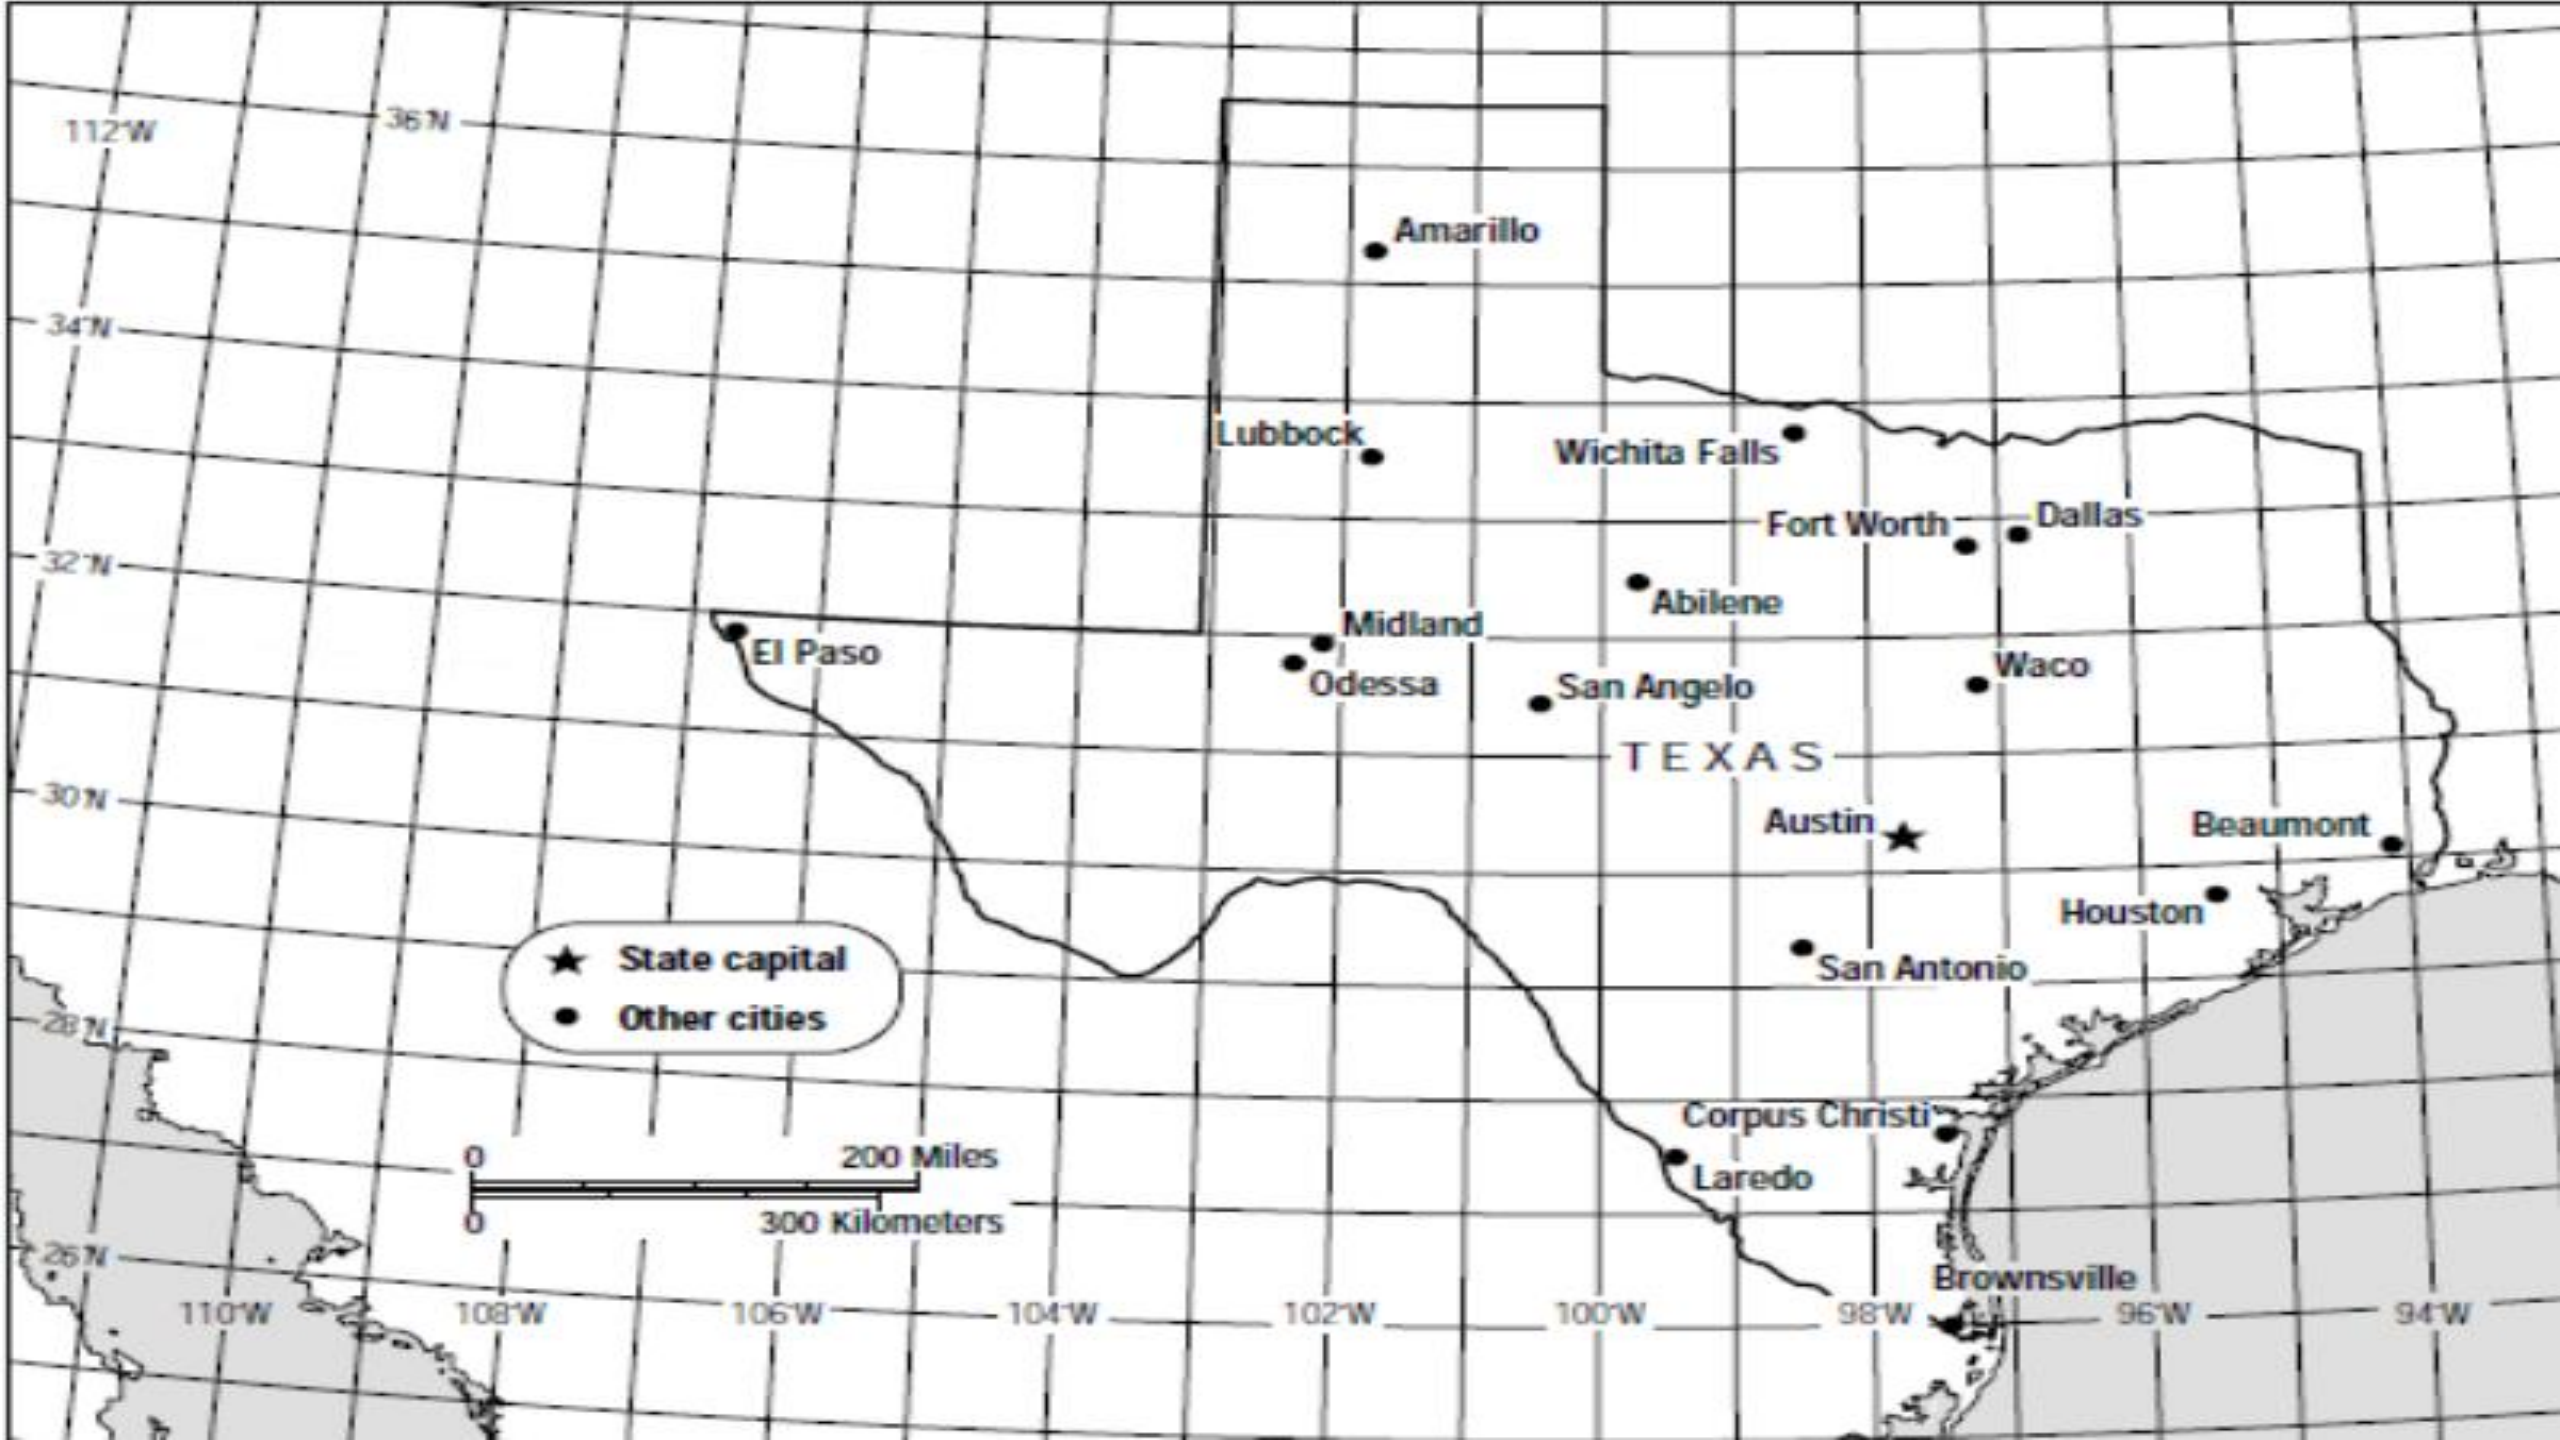 112°W
36°N
Amarillo
34°N
Lubbock
Wichita Falls
Fort Worth
Dallas
32°N
Abilene
Midland
El Paso
Odessa
San Angelo
Waco
TEXAS
30°N
Austin
Beaumont
Houston
State capital
San Antonio
Other cities
28°N
Corpus Christi
0 200 Miles
Laredo
0 300 Kilometers
26°N
Brownsville
110°W 108°W 106°W 104°W 102°W 100°W 98°W 96°W 94°W